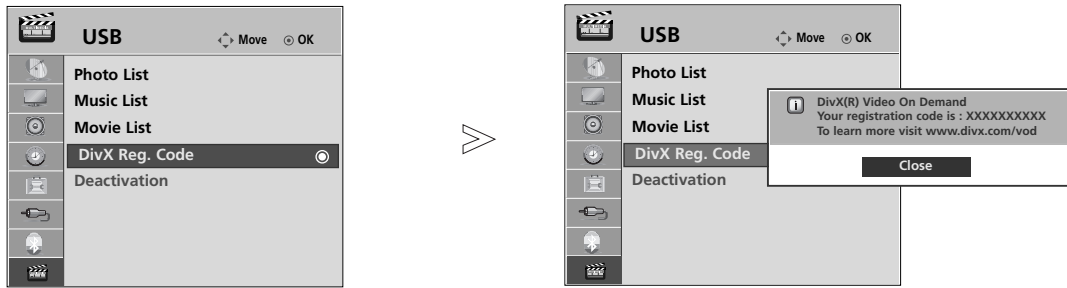 USB
Move OK
Photo List
Music List
Movie List
DivX Reg. Code
Deactivation
USB
Move OK
Photo List
Music List
Movie List
DivX Reg. Code
Deactivation
i
DivX(R) Video On Demand
Your registration code is : XXXXXXXXXX
To learn more visit www.divx.com/vod
Close